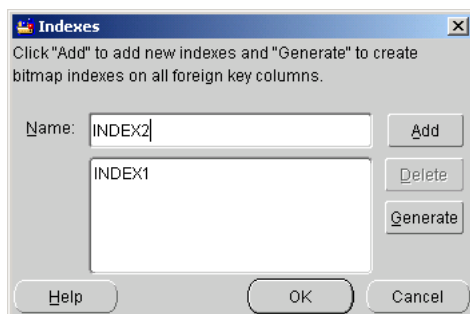 Indexes
Click "Add" to add new indexes and "Generate" to create
bitmap indexes on all foreign key columns.
Name: INDEX2 Add
INDEX1 Delete
Generate
Help OK Cancel